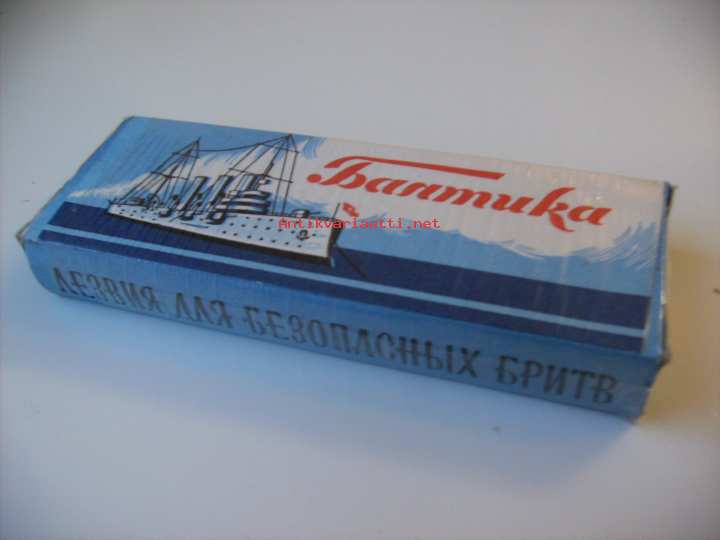 Балтика
Antikvariaatti.net
ЛЕЗВИЯ ДЛЯ БЕЗОПАСНЫХ БРИТВ